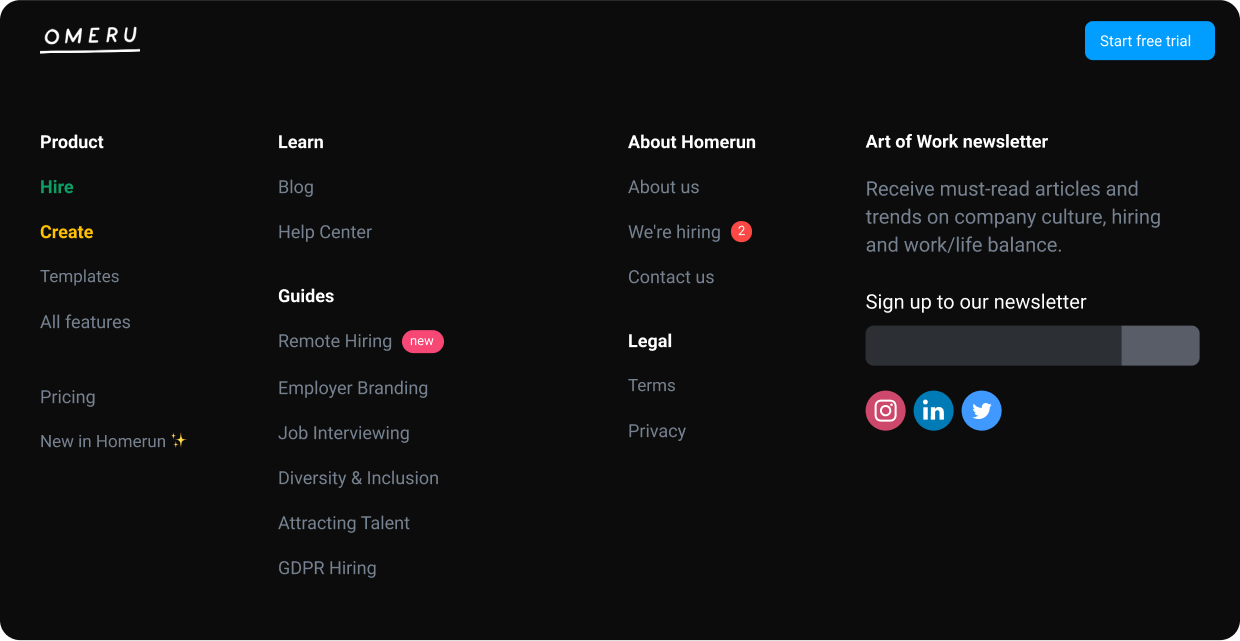 OMERU
Start free trial
Product
Hire
Create
Templates
All features
Pricing
New in Homerun ✨
Learn
Blog
Help Center
Guides
Remote Hiring new
Employer Branding
Job Interviewing
Diversity & Inclusion
Attracting Talent
GDPR Hiring
About Homerun
About us
We're hiring 2
Contact us
Legal
Terms
Privacy
Art of Work newsletter
Receive must-read articles and
trends on company culture, hiring
and work/life balance.
Sign up to our newsletter
in